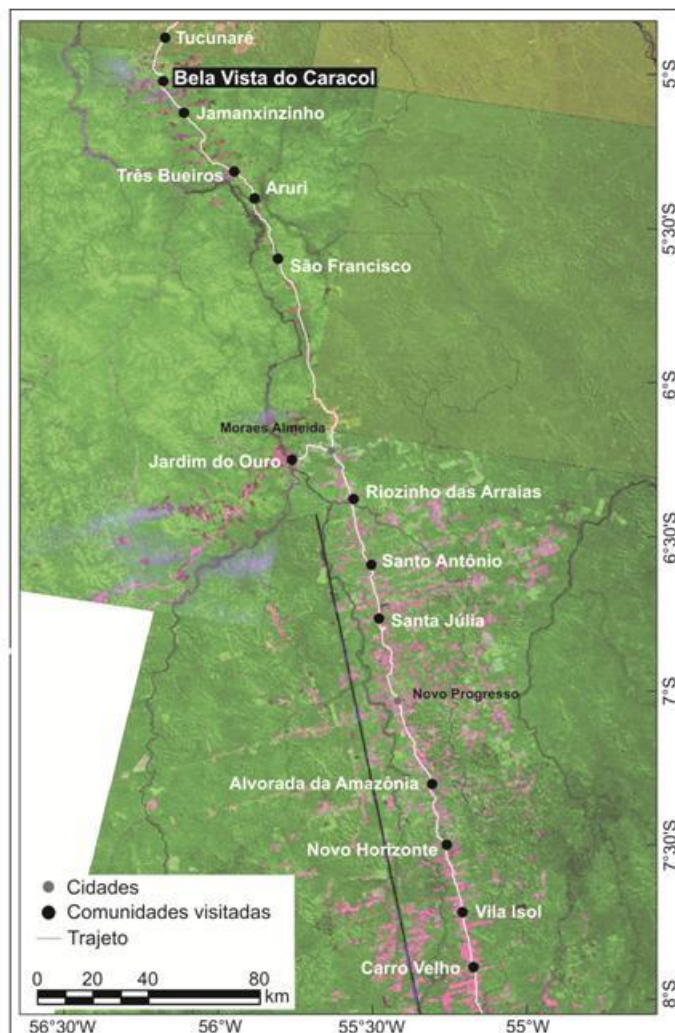 Tucunaré
5°S
Bela Vista do Caracol
Jamanxinzinho
Três Bueiros
Aruri
5°30'S
São Francisco
6°S
Moraes Almeida
Jardim do Ouro
Riozinho das Arraias
6°30'S
Santo Antônio
Santa Júlia
7°S
Novo Progresso
Alvorada da Amazônia
7°30'S
Novo Horizonte
Cidades
Comunidades visitadas
Vila Isol
Trajeto
Carro Velho
0 10 20 40 80
km
8°S
56°30'W 56°W 55°30'W 55°W